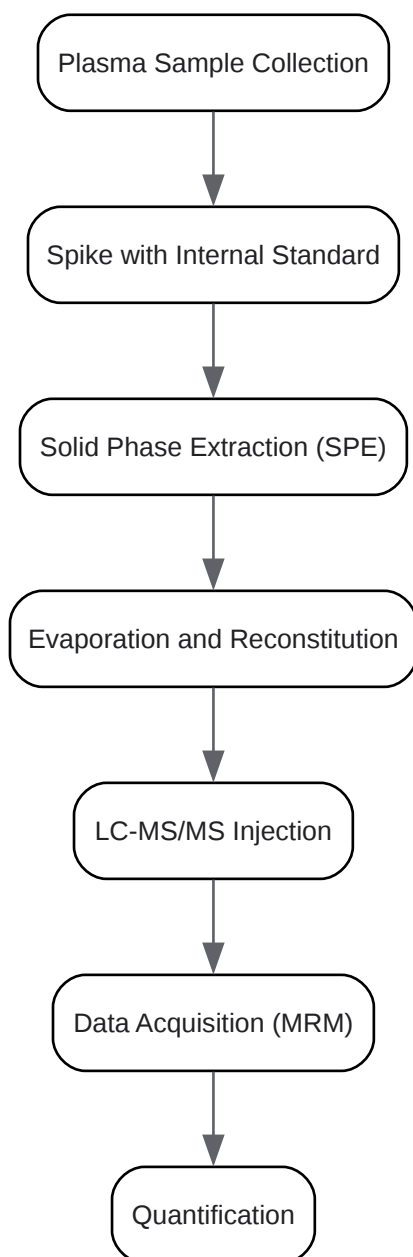 Plasma Sample Collection
Spike with Internal Standard
Solid Phase Extraction (SPE)
Evaporation and Reconstitution
LC-MS/MS Injection
Data Acquisition (MRM)
Quantification